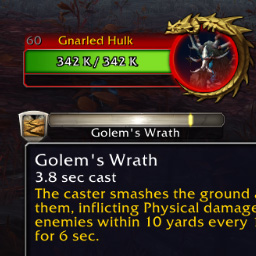 60 Gnarled Hulk
342 K / 342 K
Golem's Wrath
Golem's Wrath
3.8 sec cast
The caster smashes the ground
them, inflicting Physical damage
enemies within 10 yards every
for 6 sec.